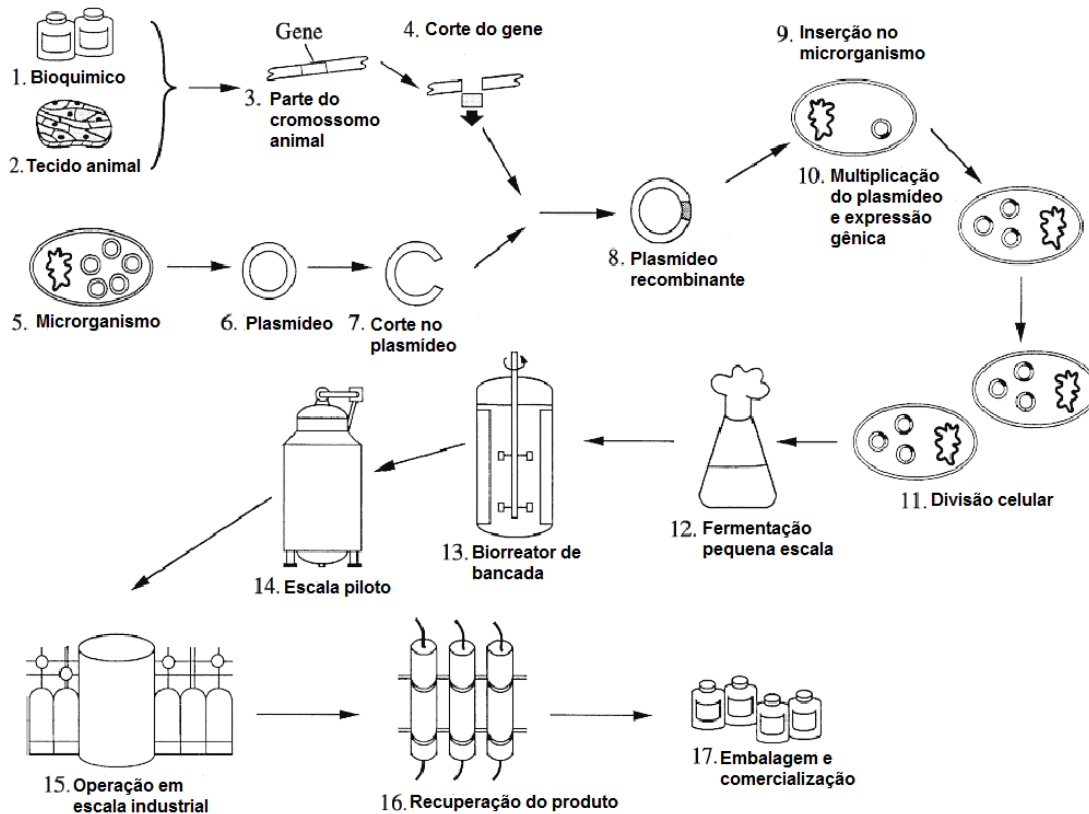 1. Bioquimico
2. Tecido animal
Gene
3. Parte do
cromossomo
animal
4. Corte do gene
5. Microrganismo
6. Plasmídeo
7. Corte no
plasmídeo
8. Plasmídeo
recombinante
9. Inserção no
microrganismo
10. Multiplicação
do plasmídeo
e expressão
gênica
11. Divisão celular
12. Fermentação
pequena escala
13. Biorreator de
bancada
14. Escala piloto
15. Operação em
escala industrial
16. Recuperação do produto
17. Embalagem e
comercialização